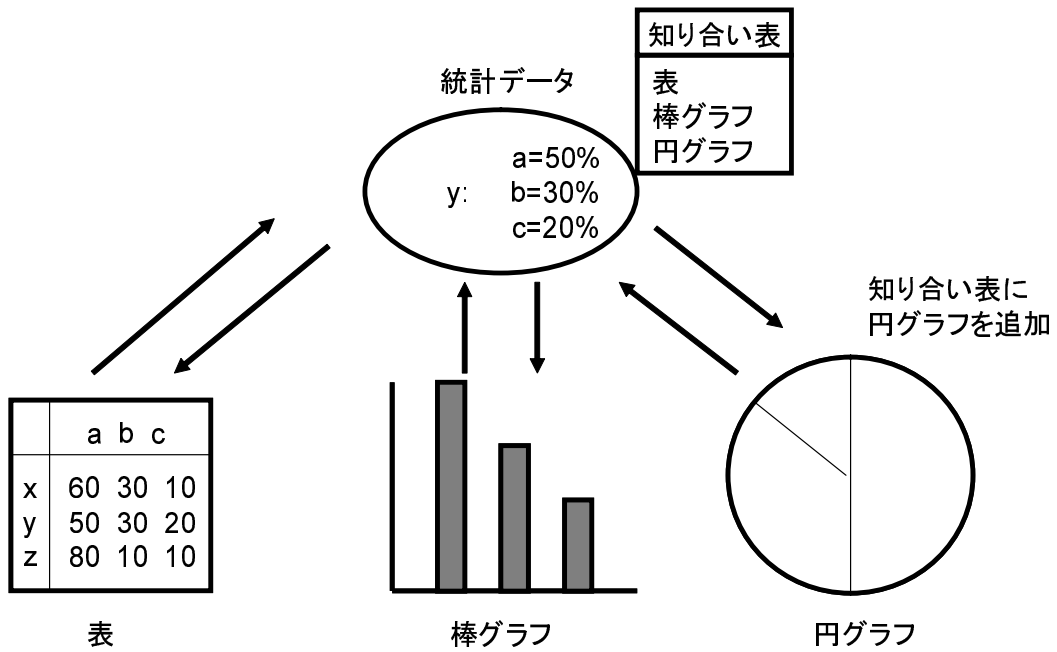 知り合い表
表
棒グラフ
円グラフ
統計データ
a=50%
y: b=30%
c=20%
知り合い表に
円グラフを追加
a b c
x 60 30 10
y 50 30 20
z 80 10 10
表
棒グラフ
円グラフ